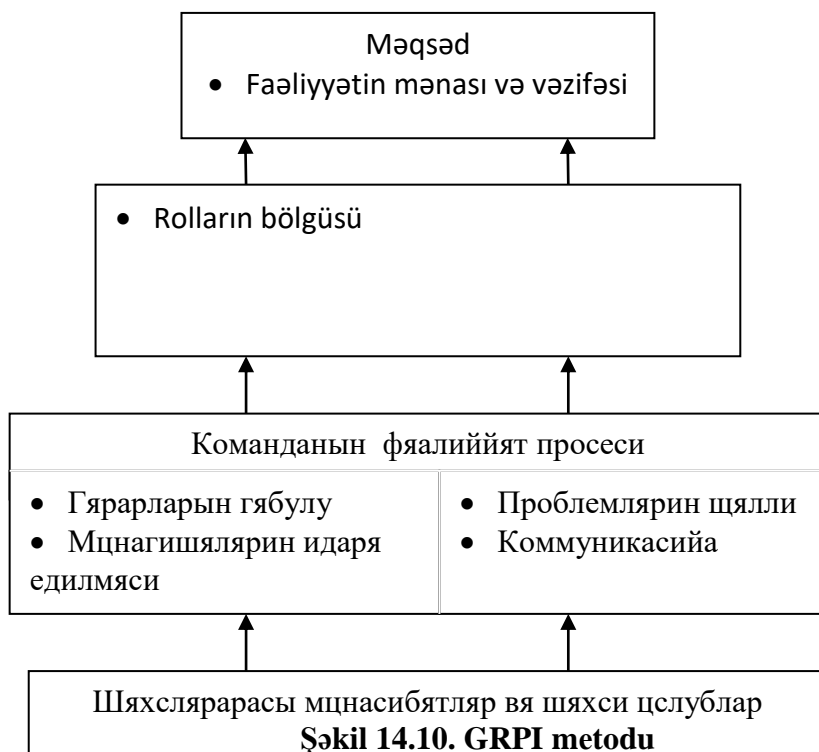 Məqsəd
• Faəliyyətin mənası və vəzifəsi
• Rolların bölgüsü
Команданын фяалиййят просеси
• Гярарларын гябулу
• Мцнагишялярин идаря
едилмяси
• Проблемлярин щялли
• Коммуникасийа
Шяхслярарасы мцнасибятляр вя шяхси цслублар
Şəkil 14.10. GRPI metodu